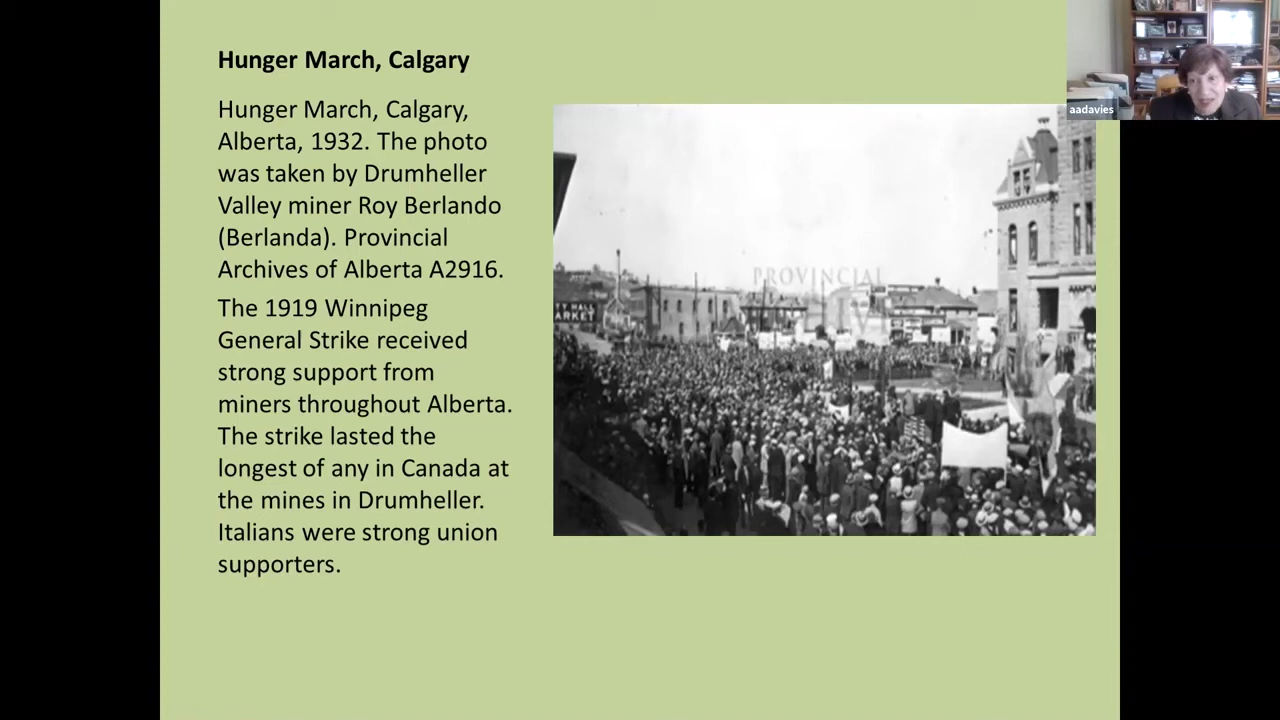 Hunger March, Calgary
Hunger March, Calgary,
Alberta, 1932. The photo
was taken by Drumheller
Valley miner Roy Berlando
(Berlanda). Provincial
Archives of Alberta A2916.
The 1919 Winnipeg
General Strike received
strong support from
miners throughout Alberta.
The strike lasted the
longest of any in Canada at
the mines in Drumheller.
Italians were strong union
supporters.
PROVINCIAL
TY HALL
ARKET
aadavies